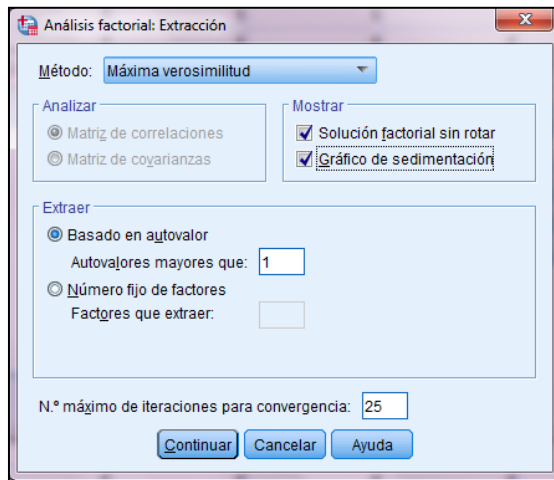 Análisis factorial: Extracción
Método: Máxima verosimilitud
Analizar
Matriz de correlaciones
Matriz de covarianzas
Mostrar
Solución factorial sin rotar
Gráfico de sedimentación
Extraer
Basado en autovalor
Autovalores mayores que: 1
Número fijo de factores
Factores que extraer:
N.º máximo de iteraciones para convergencia: 25
Continuar Cancelar Ayuda